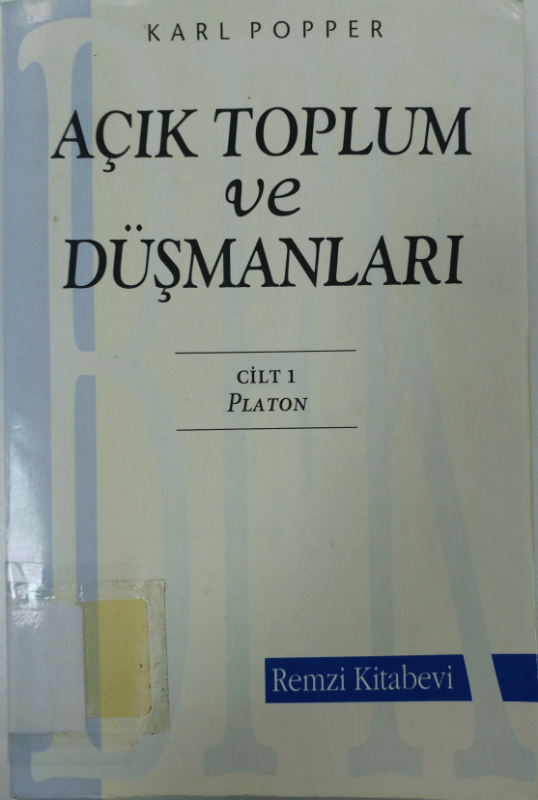 KARL POPPER
AÇIK TOPLUM
ve
DÜŞMANLARI
CİLT 1
PLATON
Remzi Kitabevi